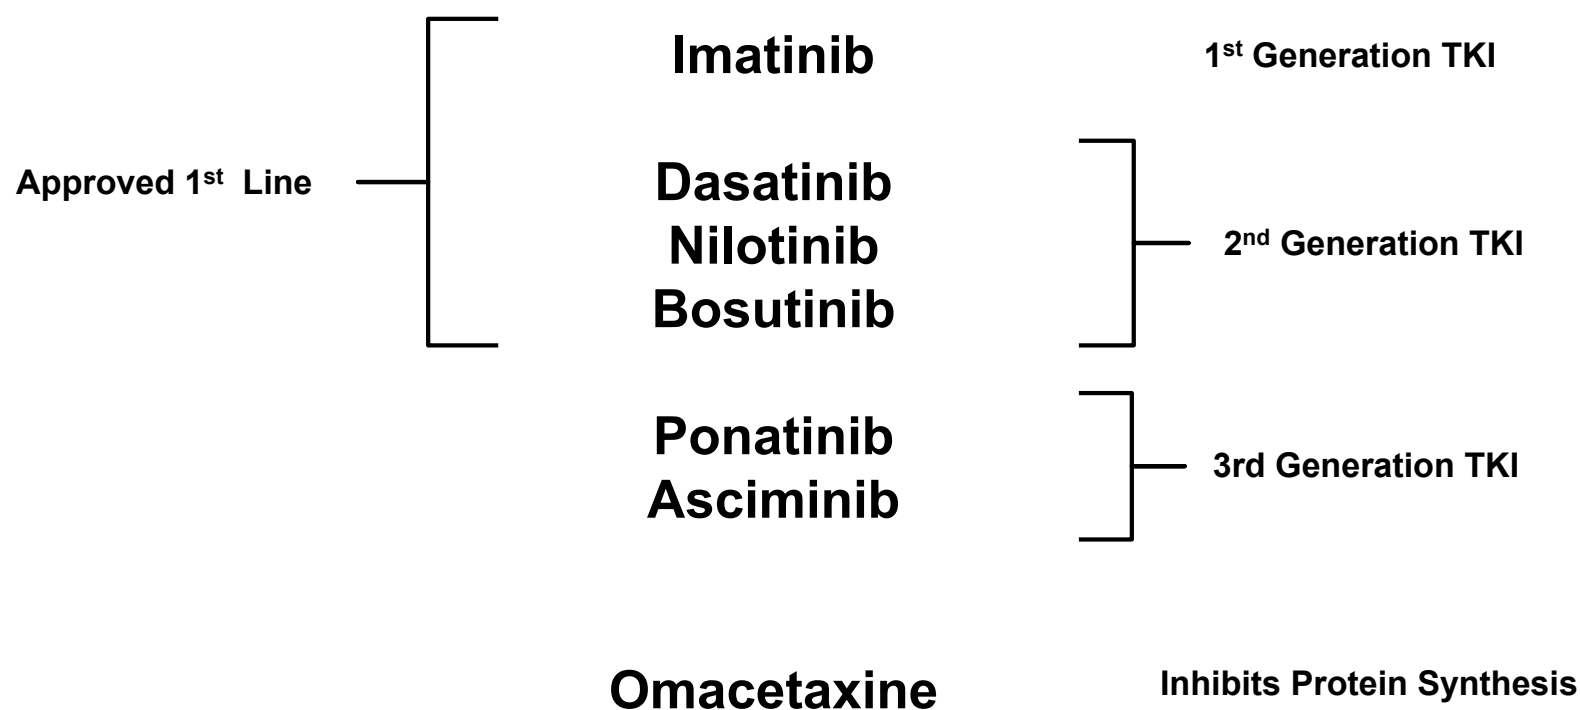 Imatinib
1st Generation TKI
Approved 1st Line
Dasatinib
Nilotinib
Bosutinib
2nd Generation TKI
Ponatinib
Asciminib
3rd Generation TKI
Omacetaxine
Inhibits Protein Synthesis